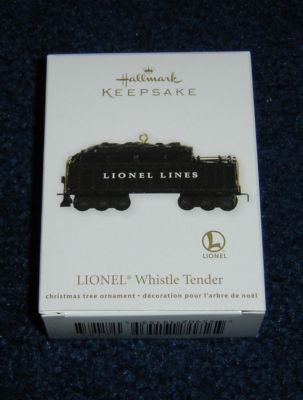 Hallmark
KEEPSAKE
LIONEL LINES
L
LIONEL
LIONEL® Whistle Tender
christmas tree ornament • décoration pour l'arbre de noël